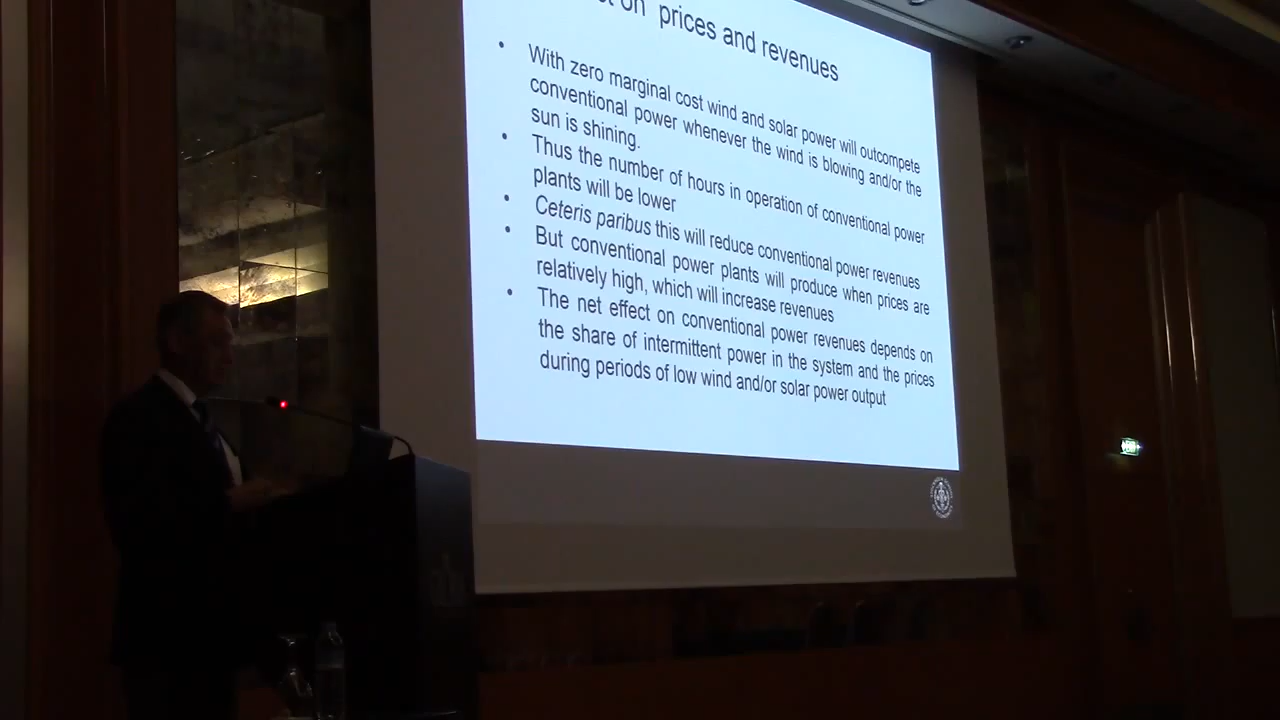 on prices and revenues
• With zero marginal cost wind and solar power will outcompete
conventional power whenever the wind is blowing and/or the
sun is shining.
• Thus the number of hours in operation of conventional power
plants will be lower
• Ceteris paribus this will reduce conventional power revenues
• But conventional power plants will produce when prices are
relatively high, which will increase revenues
• The net effect on conventional power revenues depends on
the share of intermittent power in the system and the prices
during periods of low wind and/or solar power output